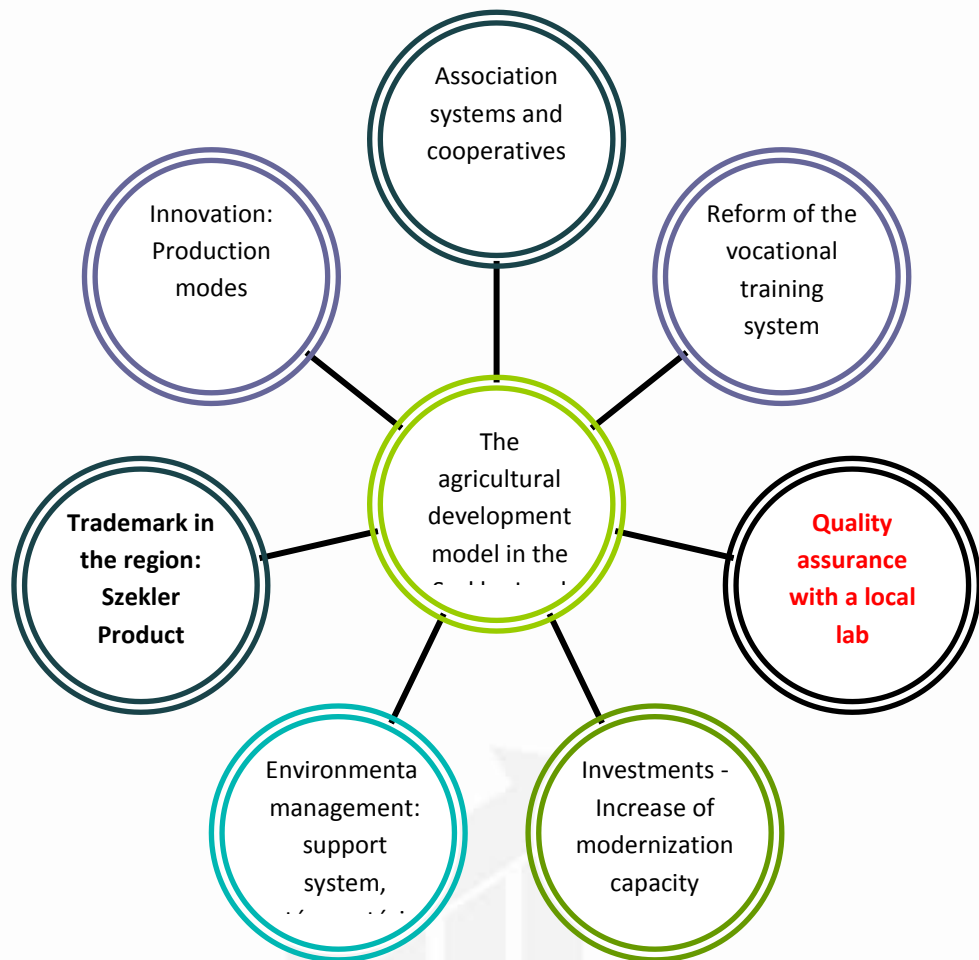 Association
systems and
cooperatives
Reform of the
vocational
training
system
Quality
assurance
with a local
lab
Investments -
Increase of
modernization
capacity
Environmenta
management:
support
system,
Trademark in
the region:
Szekler
Product
Innovation:
Production
modes
The
agricultural
development
model in the